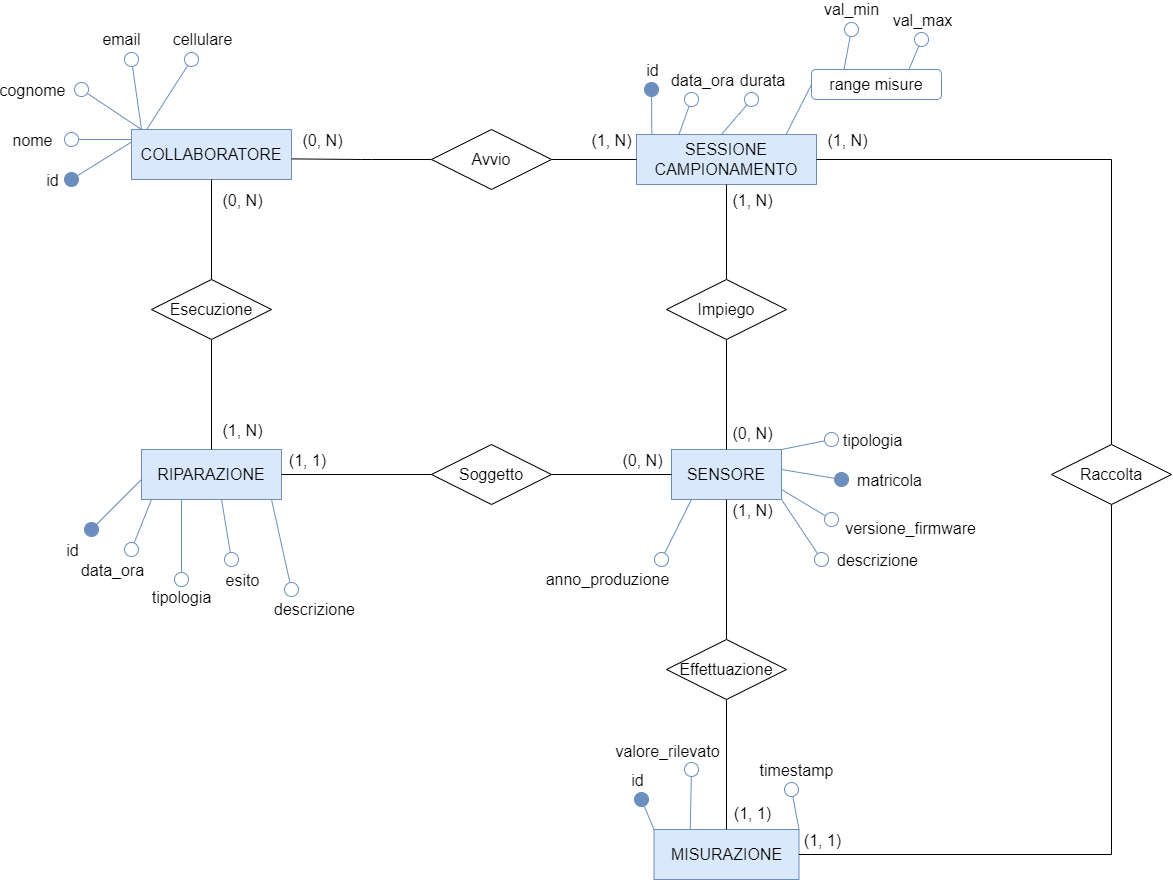 val_min
val_max
email
cellulare
id
data_ora
durata
range misure
cognome
nome
id
COLLABORATORE
(0, N)
Avvio
(1, N)
SESSIONE
CAMPIONAMENTO
(1, N)
(0, N)
(1, N)
Esecuzione
Impiego
(1, N)
(0, N)
RIPARAZIONE
(1, 1)
Soggetto
(0, N)
SENSORE
tipologia
matricola
versione_firmware
descrizione
Raccolta
(1, N)
id
data_ora
tipologia
esito
descrizione
anno_produzione
Effettuazione
valore_rilevato
id
timestamp
(1, 1)
MISURAZIONE
(1, 1)